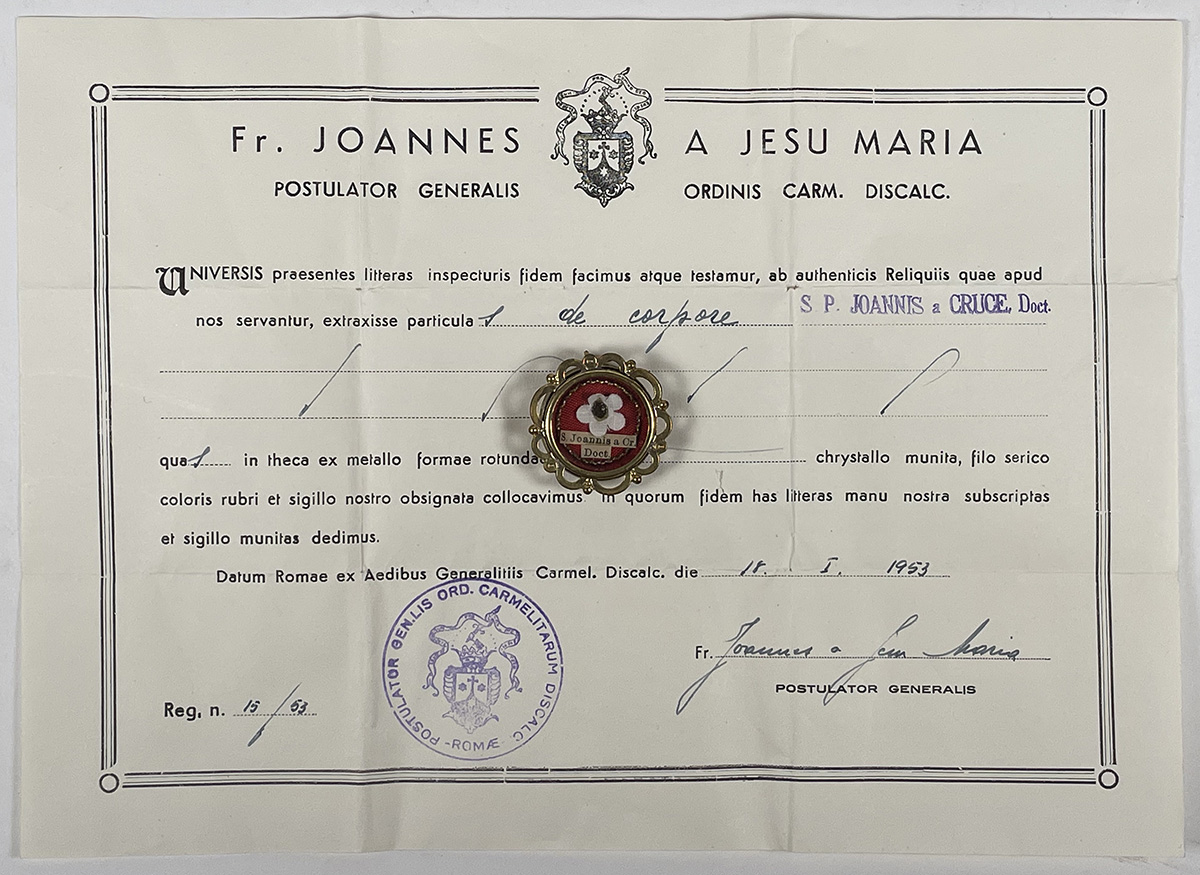 Fr. JOANNES A JESU MARIA
POSTULATOR GENERALIS ORDINIS CARM. DISCALC.
UNIVERSIS praesentes litteras inspecturis fidem facimus atque testamur, ab authenticis Reliquiis quae apud
nos servantur, extraxisse particulas de corpore S. P. JOANNIS a CRUCE, Doct.
S. Joannis a Cr.
Doct.
quas in theca ex metallo formae rotunda chrystallo munita, filo serico
coloris rubri et sigillo nostro obsignata collocavimus. In quorum fidem has litteras manu nostra subscriptas
et sigillo munitas dedimus.
Datum Romae ex Aedibus Generalitiis Carmel. Discalc. die 18. I. 1953
Fr. Joannes a Jesu Maria
POSTULATOR GENERALIS
Reg. n. 15/53
POSTULATOR GEN.LIS ORD. CARMELITARUM DISCALC. - ROMÆ -